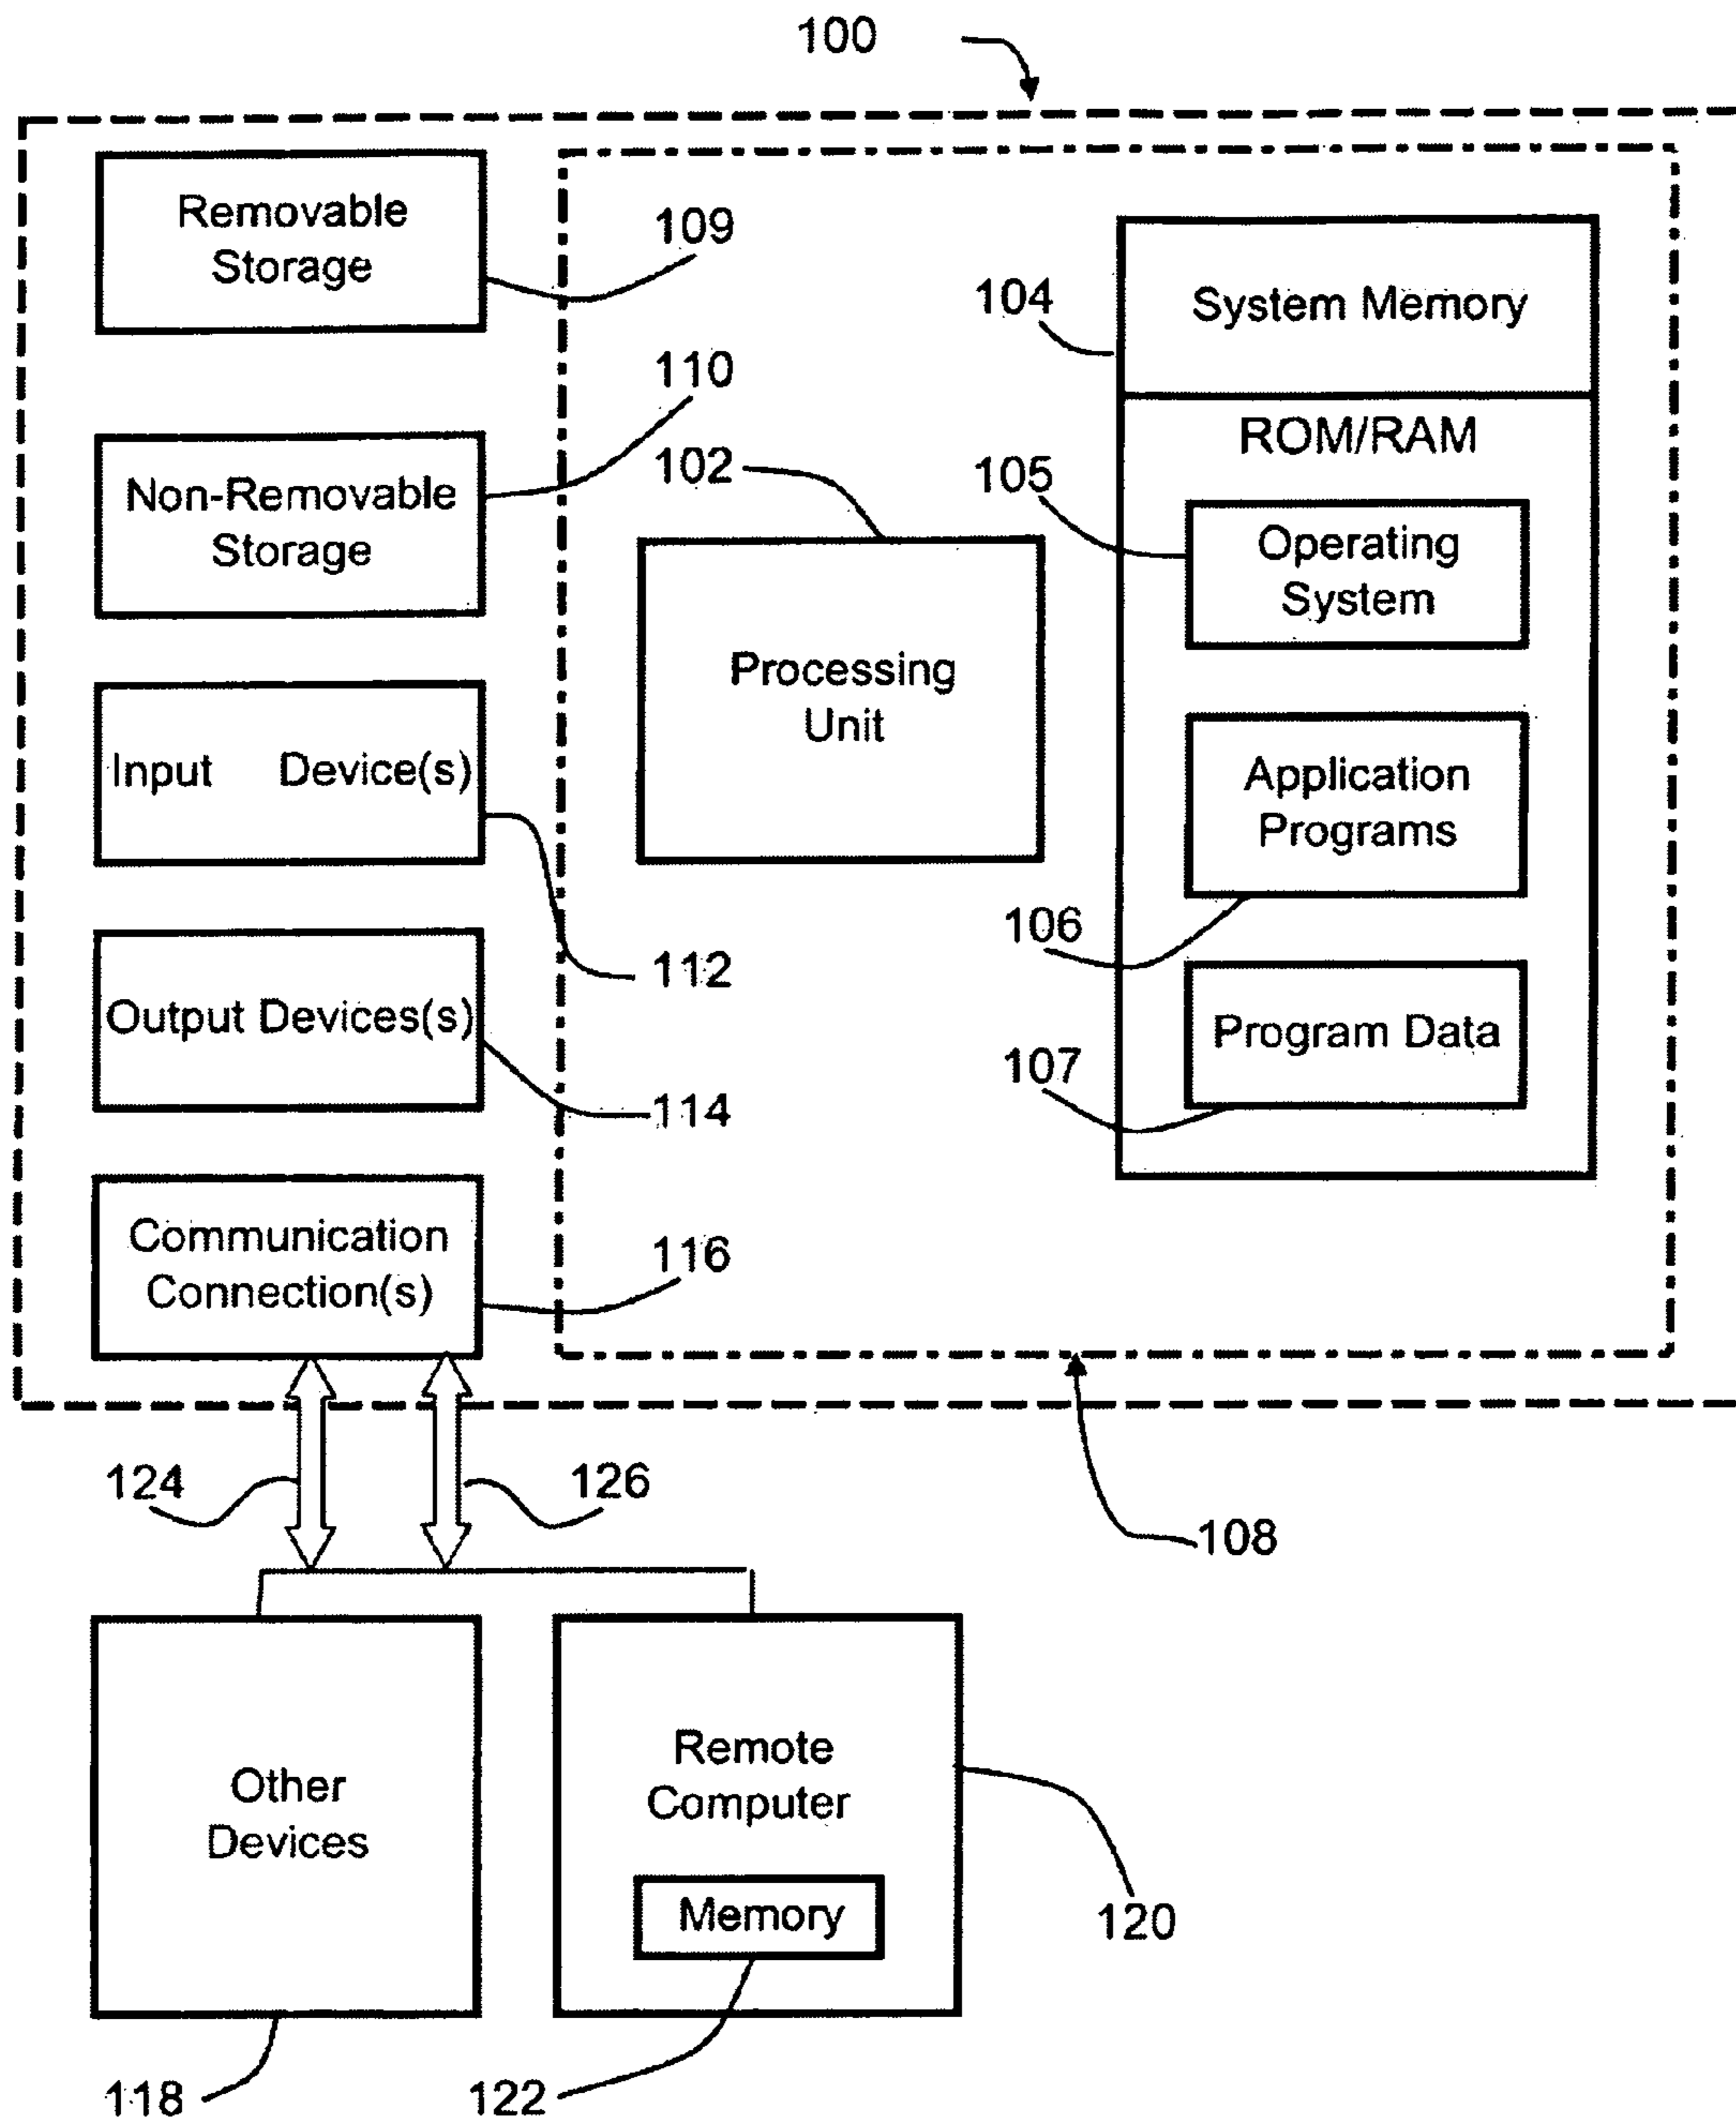 100
Removable
Storage
109
104
System Memory
110
ROM/RAM
Non-Removable
Storage
102
105
Operating
System
Processing
Unit
Input Device(s)
Application
Programs
106
112
Output Devices(s)
Program Data
107
114
Communication
Connection(s)
116
124
126
108
Other
Devices
Remote
Computer
Memory
120
118
122